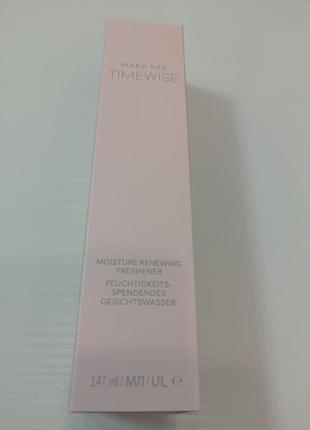 MARY KAY
TIMEWISE
MOISTURE RENEWING
FRESHENER
FEUCHTIGKEITS-
SPENDENDES
GESICHTSWASSER
147 ml / МЛ / UL ℮